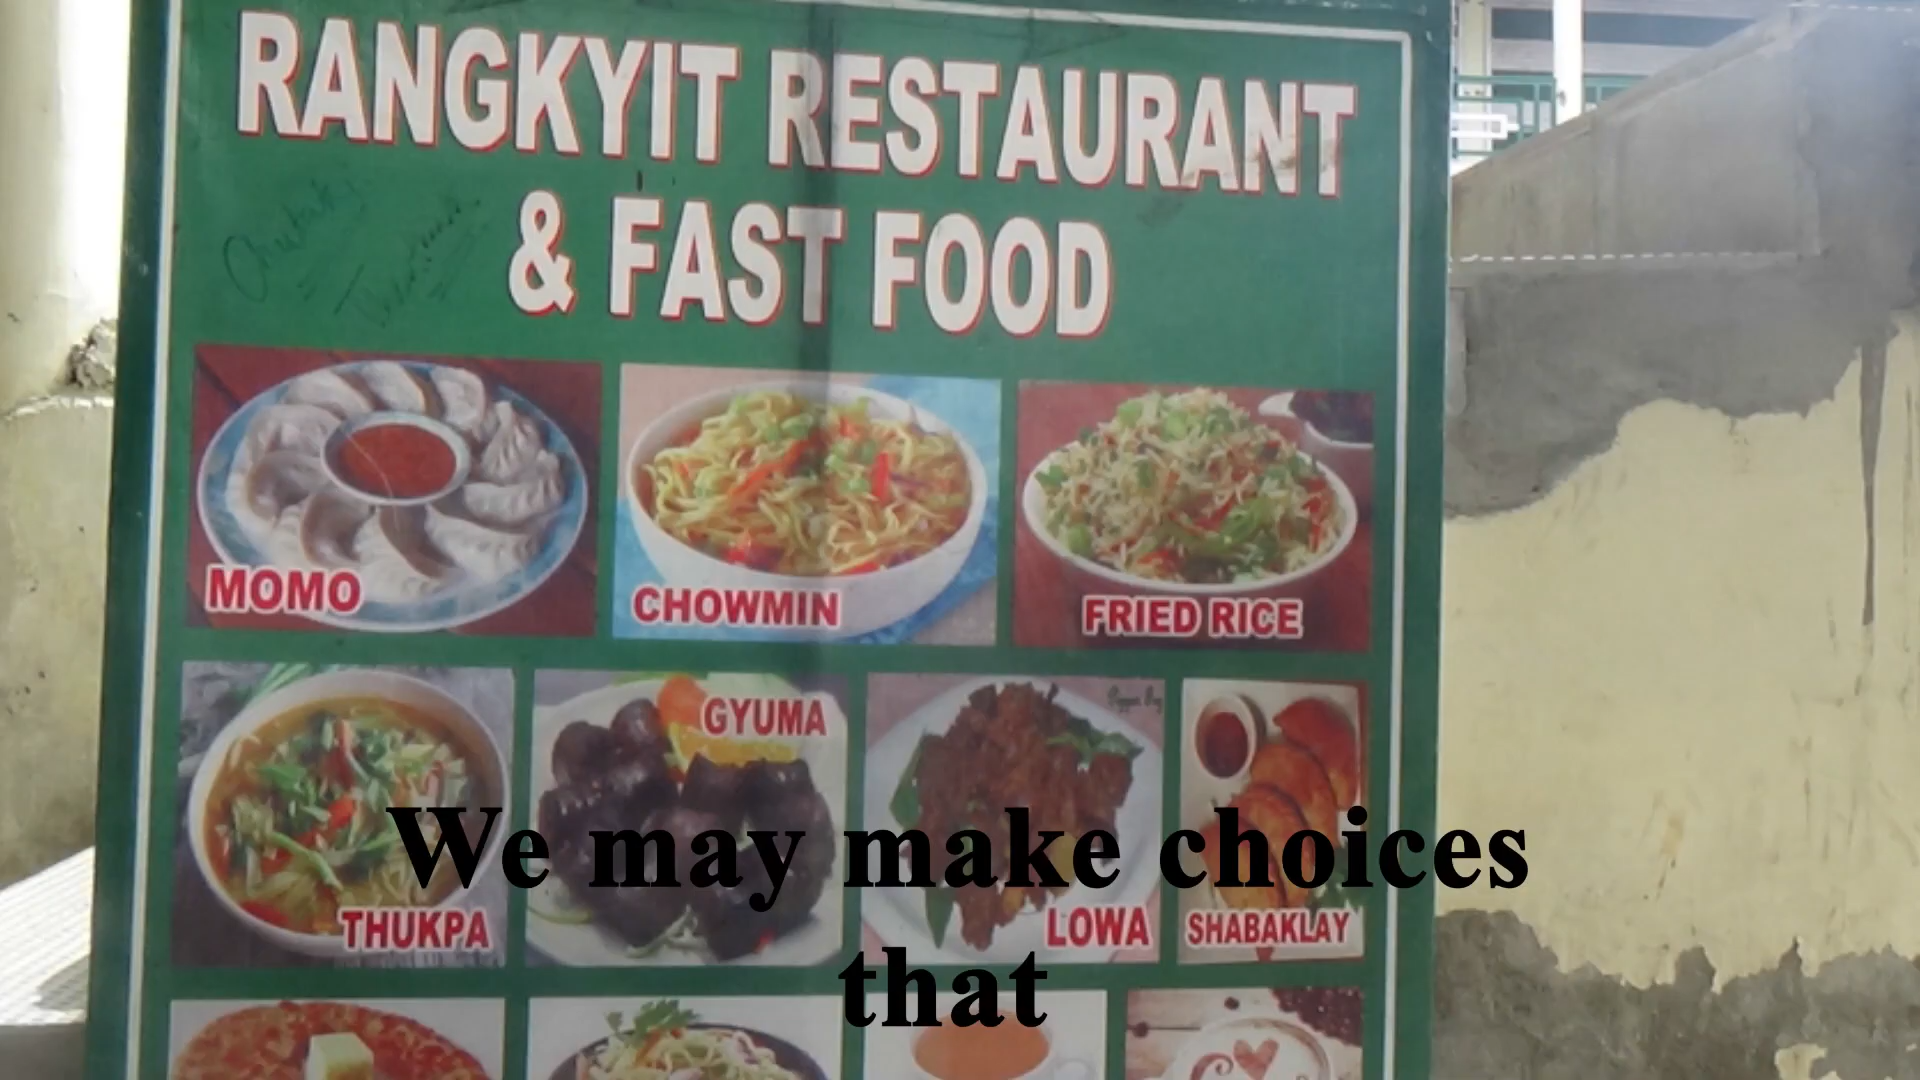 RANGKYIT RESTAURANT
& FAST FOOD
MOMO
CHOWMIN
FRIED RICE
THUKPA
GYUMA
LOWA
SHABAKLAY
We may make choices
that